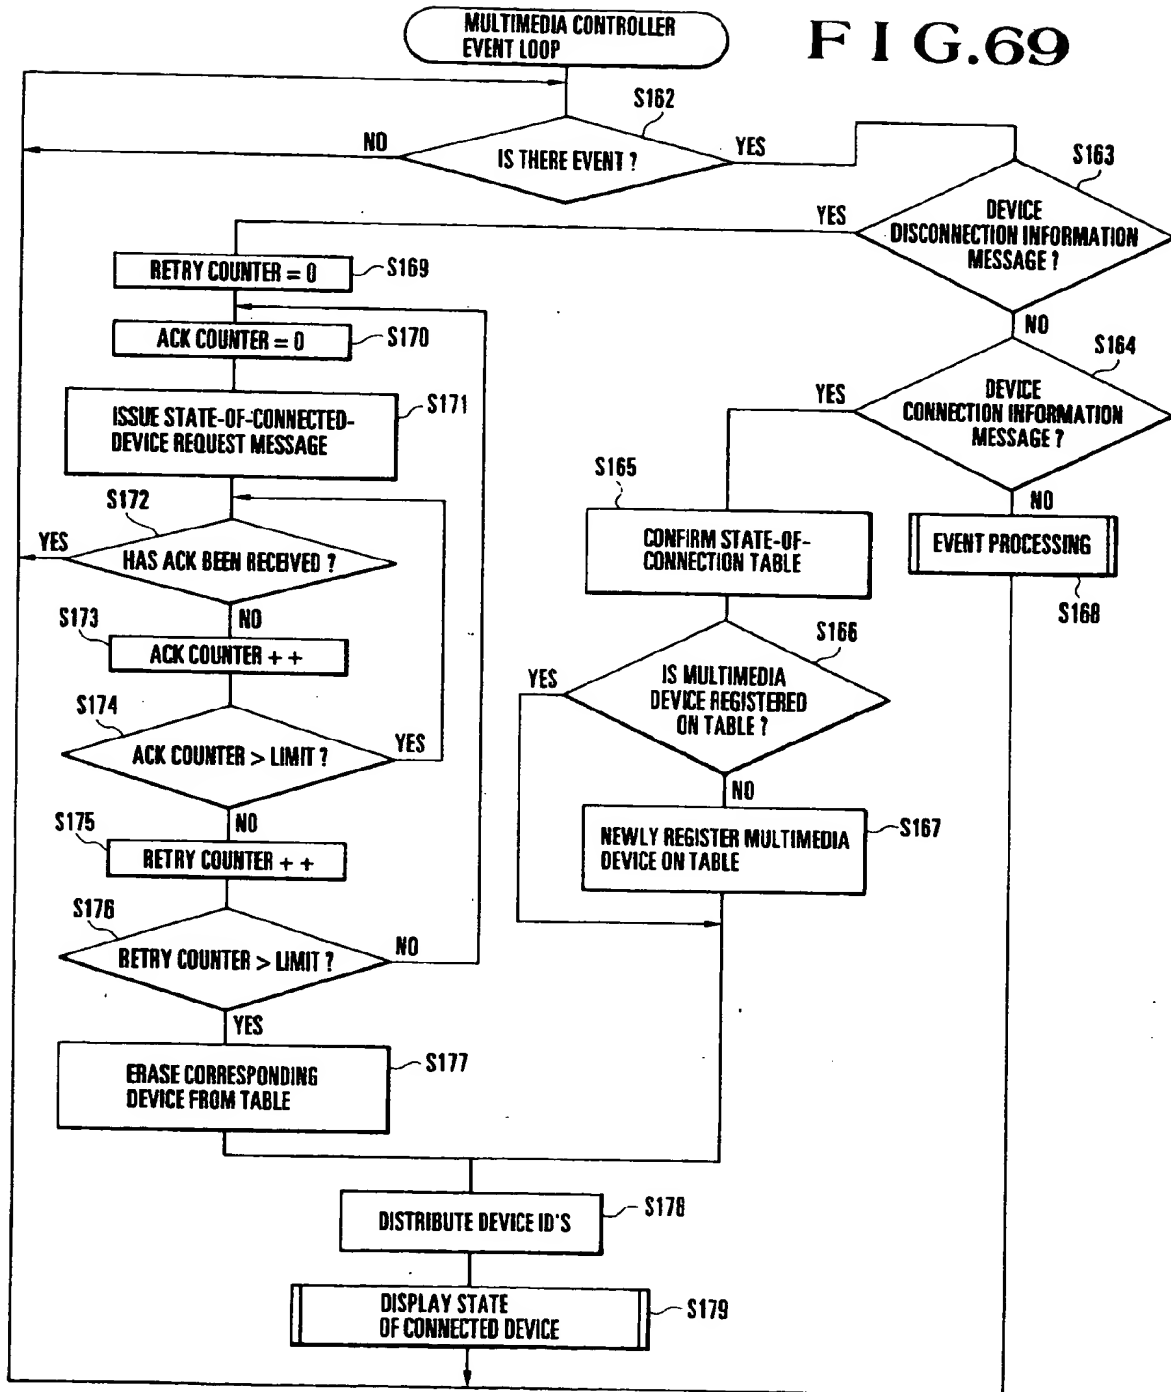 MULTIMEDIA CONTROLLER
EVENT LOOP
F I G.69
S162
IS THERE EVENT ?
NO
YES
S163
DEVICE
DISCONNECTION INFORMATION
MESSAGE ?
YES
NO
RETRY COUNTER = 0
S169
ACK COUNTER = 0
S170
S164
DEVICE
CONNECTION INFORMATION
MESSAGE ?
YES
NO
ISSUE STATE-OF-CONNECTED-
DEVICE REQUEST MESSAGE
S171
S165
CONFIRM STATE-OF-
CONNECTION TABLE
EVENT PROCESSING
S168
S172
YES
HAS ACK BEEN RECEIVED ?
NO
S173
ACK COUNTER + +
S166
YES
IS MULTIMEDIA
DEVICE REGISTERED
ON TABLE ?
NO
S174
ACK COUNTER > LIMIT ?
YES
NO
S175
RETRY COUNTER + +
NEWLY REGISTER MULTIMEDIA
DEVICE ON TABLE
S167
S176
RETRY COUNTER > LIMIT ?
NO
YES
ERASE CORRESPONDING
DEVICE FROM TABLE
S177
DISTRIBUTE DEVICE ID'S
S178
DISPLAY STATE
OF CONNECTED DEVICE
S179